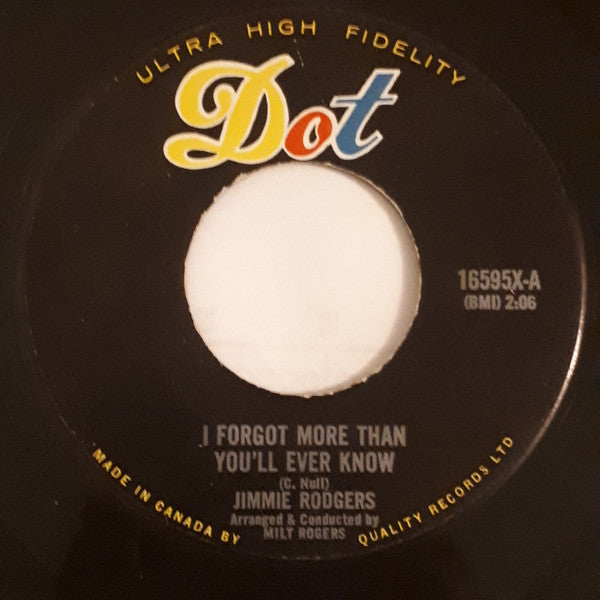 ULTRA HIGH FIDELITY
Dot
16595X-A
(BMI) 2:06
I FORGOT MORE THAN
YOU'LL EVER KNOW
(C. Null)
JIMMIE RODGERS
Arranged & Conducted by
MILT ROGERS
MADE IN CANADA BY QUALITY RECORDS LTD